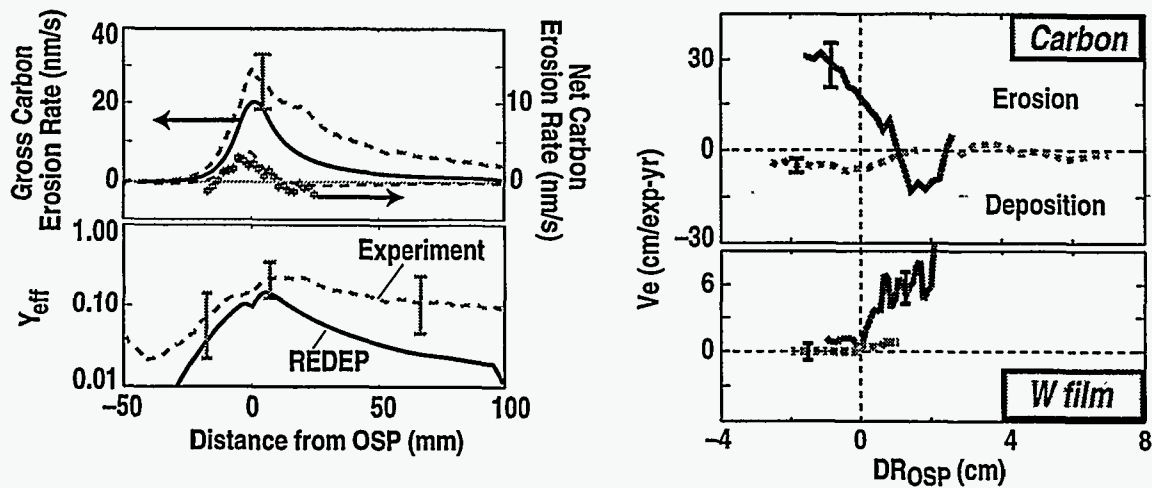 Gross Carbon
Erosion Rate (nm/s)
40
30
20
10
0
10
0
Net Carbon
Erosion Rate (nm/s)
Yeff
1.00
0.10
0.01
Experiment
REDEP
-50
0
50
100
Distance from OSP (mm)
Ve (cm/exp-yr)
30
0
-30
Carbon
Erosion
Deposition
6
0
W film
-4
0
4
8
DROSP (cm)